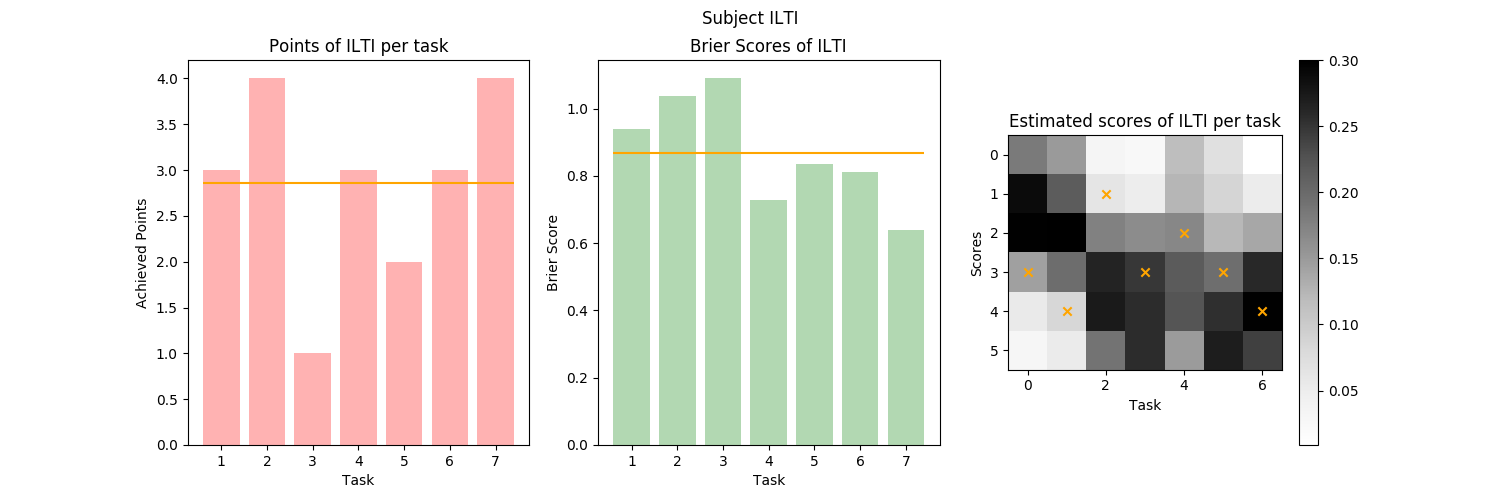 Subject ILTI
Points of ILTI per task
Achieved Points
4.0
3.5
3.0
2.5
2.0
1.5
1.0
0.5
0.0
1 2 3 4 5 6 7
Task
Brier Scores of ILTI
Brier Score
1.0
0.8
0.6
0.4
0.2
0.0
1 2 3 4 5 6 7
Task
Estimated scores of ILTI per task
Scores
0
1
2
3
4
5
0 2 4 6
Task
0.30
0.25
0.20
0.15
0.10
0.05